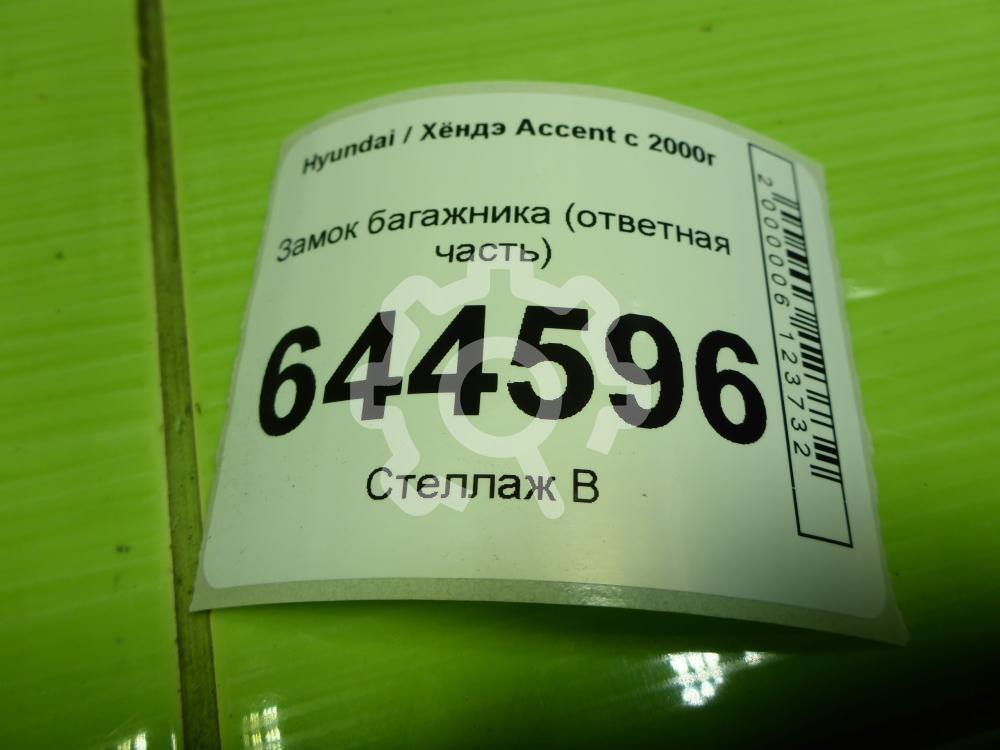 Hyundai / Хёндэ Accent с 2000г
Замок багажника (ответная
часть)
644596
Стеллаж В
2000006123732